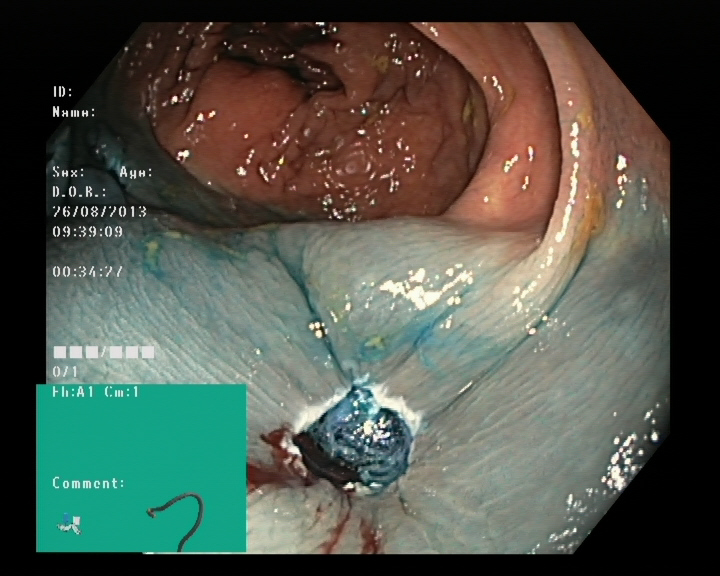 ID:
Name:
Sex: Age:
D.O.B.:
26/08/2013
09:39:09
00:34:27
■■■/■■■
0/1
Eh:A1 Cm:1
Comment: